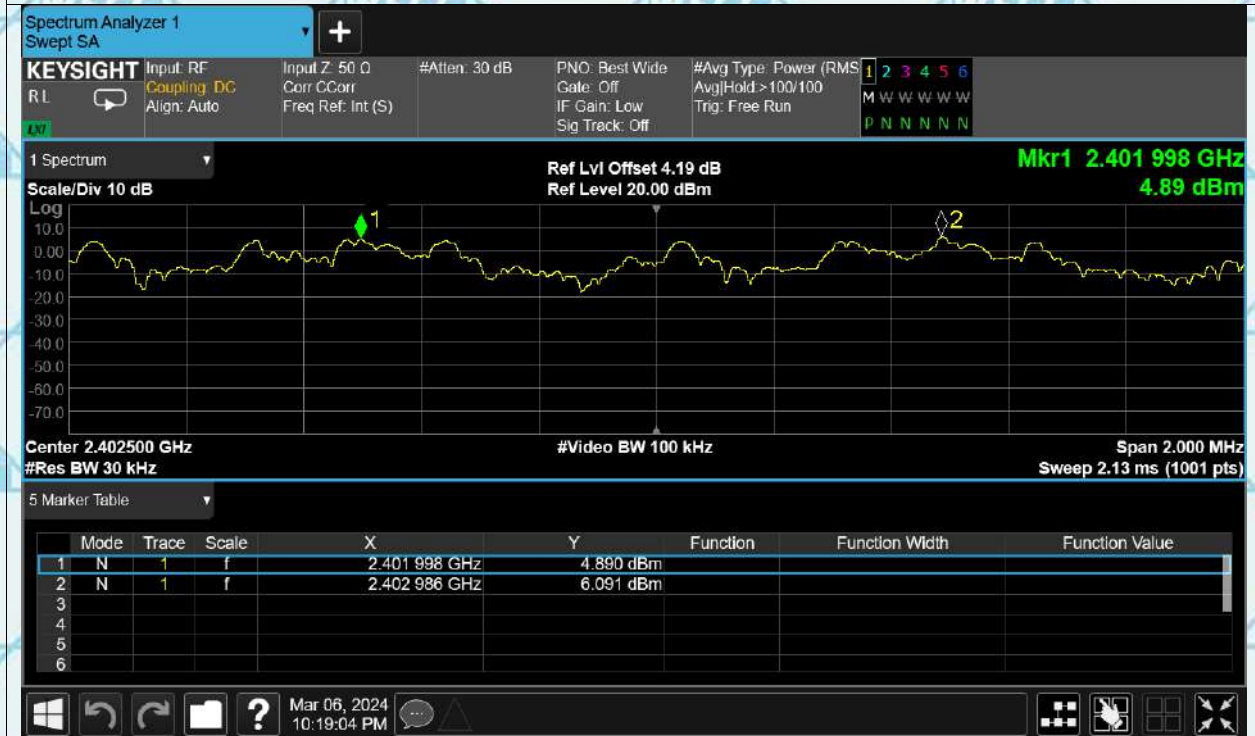 Spectrum Analyzer 1
Swept SA
+
KEYSIGHT
RL
LXI
Input: RF
Coupling: DC
Align: Auto
Input Z: 50 Ω
Corr CCorr
Freq Ref: Int (S)
#Atten: 30 dB
PNO: Best Wide
Gate: Off
IF Gain: Low
Sig Track: Off
#Avg Type: Power (RMS
Avg|Hold:>100/100
Trig: Free Run
1 2 3 4 5 6
M W W W W W
P N N N N N
1 Spectrum
Scale/Div 10 dB
Ref Lvl Offset 4.19 dB
Ref Level 20.00 dBm
Mkr1 2.401 998 GHz
4.89 dBm
Log
10.0
0.00
-10.0
-20.0
-30.0
-40.0
-50.0
-60.0
-70.0
1
2
Center 2.402500 GHz
#Res BW 30 kHz
#Video BW 100 kHz
Span 2.000 MHz
Sweep 2.13 ms (1001 pts)
5 Marker Table
Mode Trace Scale X Y Function Function Width Function Value
1 N 1 f 2.401 998 GHz 4.890 dBm
2 N 1 f 2.402 986 GHz 6.091 dBm
3
4
5
6
?
Mar 06, 2024
10:19:04 PM